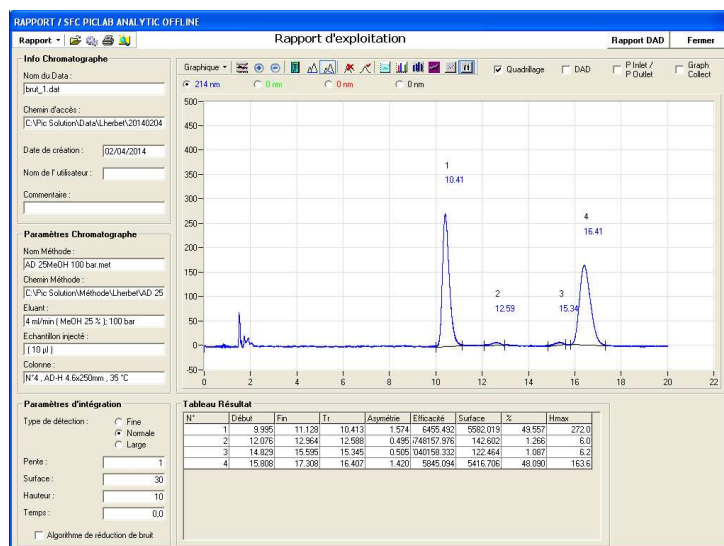 RAPPORT / SFC PICLAB ANALYTIC OFFLINE
Rapport Rapport d'exploitation Rapport DAD Fermer
Info Chromatographe
Nom du Data :
brut_1.dat
Chemin d'accès :
C:\Pic Solution\Data\Lherbet\20140204
Date de création : 02/04/2014
Nom de l' utilisateur :
Commentaire :
Paramètres Chromatographe
Nom Méthode :
AD 25MeOH 100 bar.met
Chemin Méthode :
C:\Pic Solution\Méthode\Lherbet\AD 25
Eluant :
4 ml/min ( MeOH 25 % ); 100 bar
Echantillon injecté :
( 10 µl )
Colonne :
N°4 , AD-H 4.6x250mm , 35 °C
Paramètres d'intégration
Type de détection : Fine
Normale
Large
Pente : 1
Surface : 30
Hauteur : 10
Temps : 0,0
Algorithme de réduction de bruit
Graphique Quadrillage DAD P Inlet / P Outlet Graph Collect
214 nm 0 nm 0 nm 0 nm
500
450
400
350
300
250
200
150
100
50
0
-50
1
10.41
2
12.59
3
15.34
4
16.41
0 2 4 6 8 10 12 14 16 18 20 22
Tableau Résultat
N° Début Fin Tr Asymétrie Efficacité Surface % Hmax
1 9.995 11.128 10.413 1.574 6455.492 5582.019 49.557 272.0
2 12.076 12.964 12.588 0.495 748157.976 142.602 1.266 6.0
3 14.829 15.595 15.345 0.505 040158.332 122.464 1.087 6.2
4 15.808 17.308 16.407 1.420 5845.094 5416.706 48.090 163.6